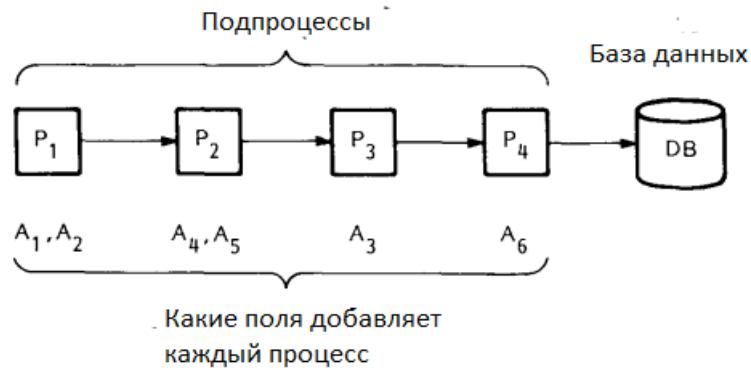 Подпроцессы
База данных
P₁ P₂ P₃ P₄ DB
A₁, A₂ A₄, A₅ A₃ A₆
Какие поля добавляет
каждый процесс